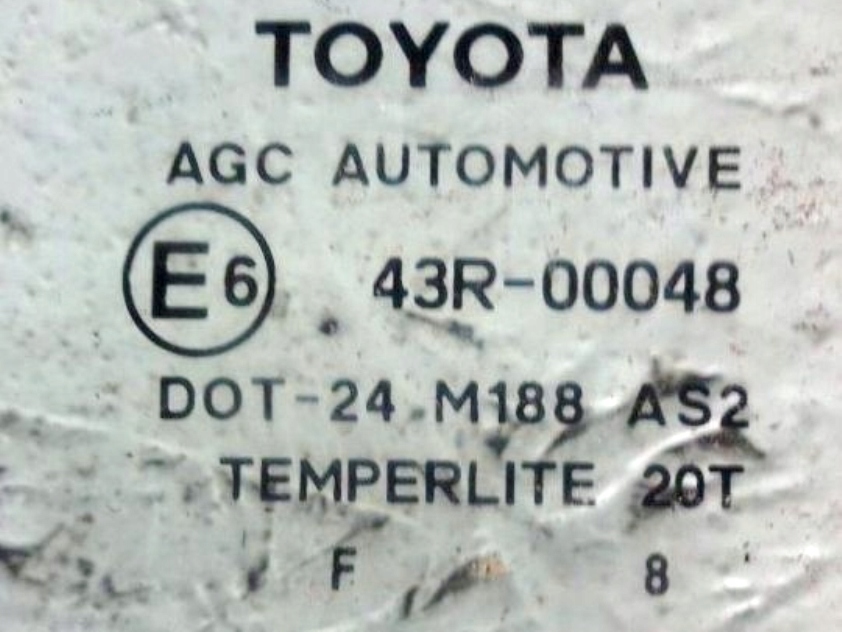 TOYOTA
AGC AUTOMOTIVE
E6 43R-00048
DOT-24 M188 AS2
TEMPERLITE 20T
F 8